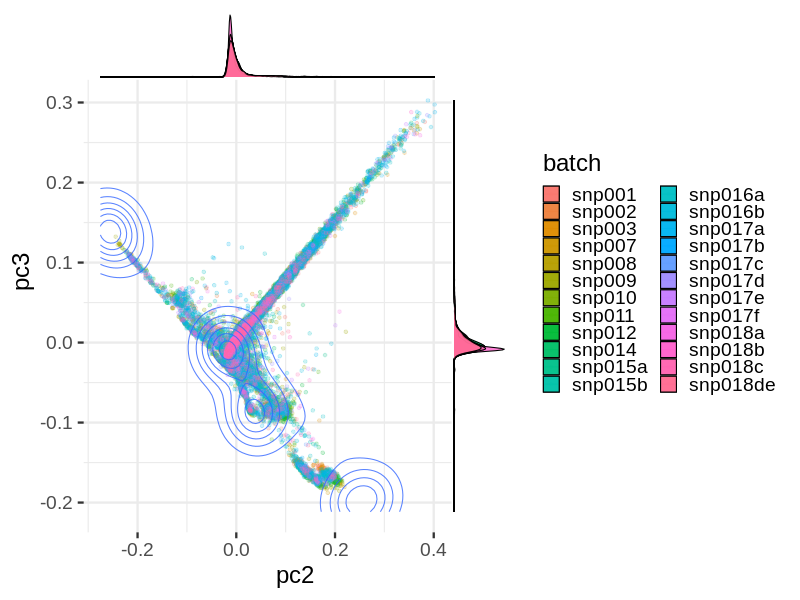 batch
snp001
snp002
snp003
snp007
snp008
snp009
snp010
snp011
snp012
snp014
snp015a
snp015b
snp016a
snp016b
snp017a
snp017b
snp017c
snp017d
snp017e
snp017f
snp018a
snp018b
snp018c
snp018de
pc3
0.3
0.2
0.1
0.0
-0.1
-0.2
-0.2
0.0
0.2
0.4
pc2